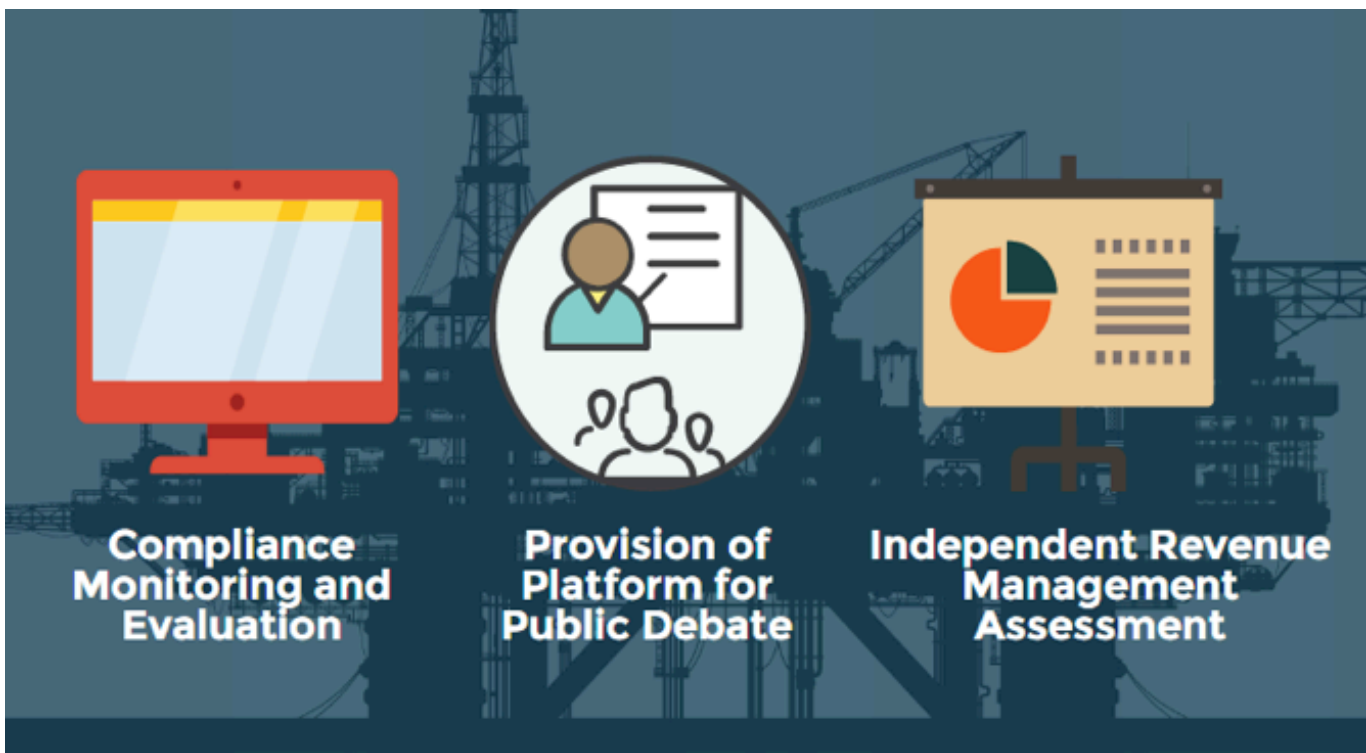 Compliance
Monitoring and
Evaluation
Provision of
Platform for
Public Debate
Independent Revenue
Management
Assessment